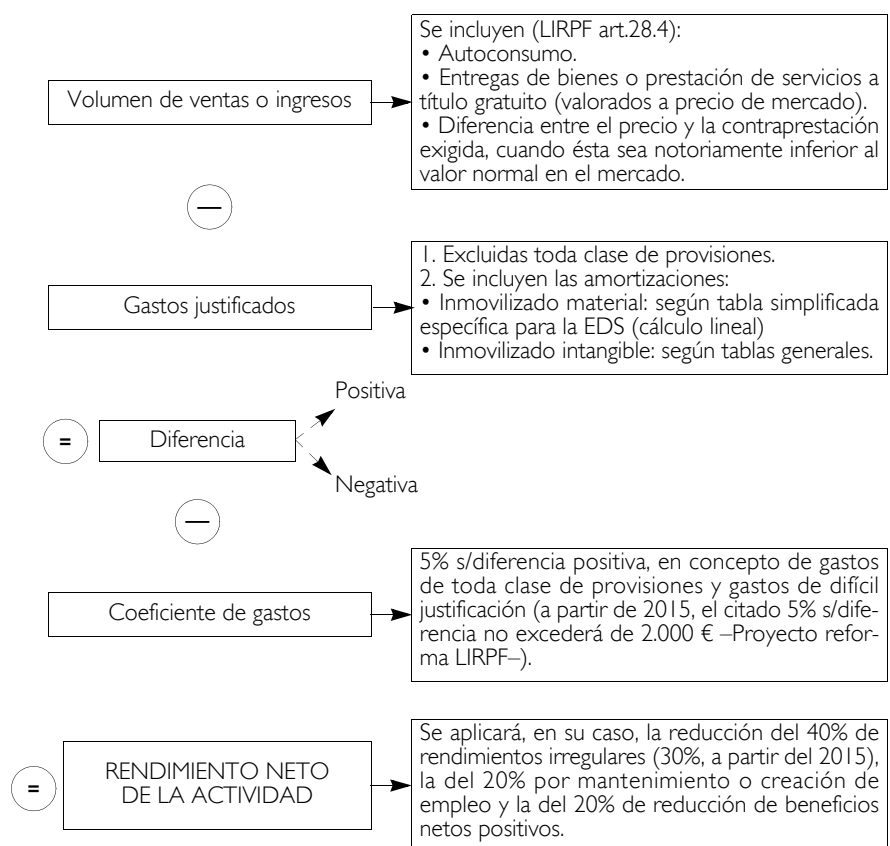 Volumen de ventas o ingresos
Se incluyen (LIRPF art.28.4):
• Autoconsumo.
• Entregas de bienes o prestación de servicios a
título gratuito (valorados a precio de mercado).
• Diferencia entre el precio y la contraprestación
exigida, cuando ésta sea notoriamente inferior al
valor normal en el mercado.
—
Gastos justificados
1. Excluidas toda clase de provisiones.
2. Se incluyen las amortizaciones:
• Inmovilizado material: según tabla simplificada
específica para la EDS (cálculo lineal)
• Inmovilizado intangible: según tablas generales.
=
Diferencia
Positiva
Negativa
—
Coeficiente de gastos
5% s/diferencia positiva, en concepto de gastos
de toda clase de provisiones y gastos de difícil
justificación (a partir de 2015, el citado 5% s/dife-
rencia no excederá de 2.000 € –Proyecto refor-
ma LIRPF–).
=
RENDIMIENTO NETO
DE LA ACTIVIDAD
Se aplicará, en su caso, la reducción del 40% de
rendimientos irregulares (30%, a partir del 2015),
la del 20% por mantenimiento o creación de
empleo y la del 20% de reducción de beneficios
netos positivos.